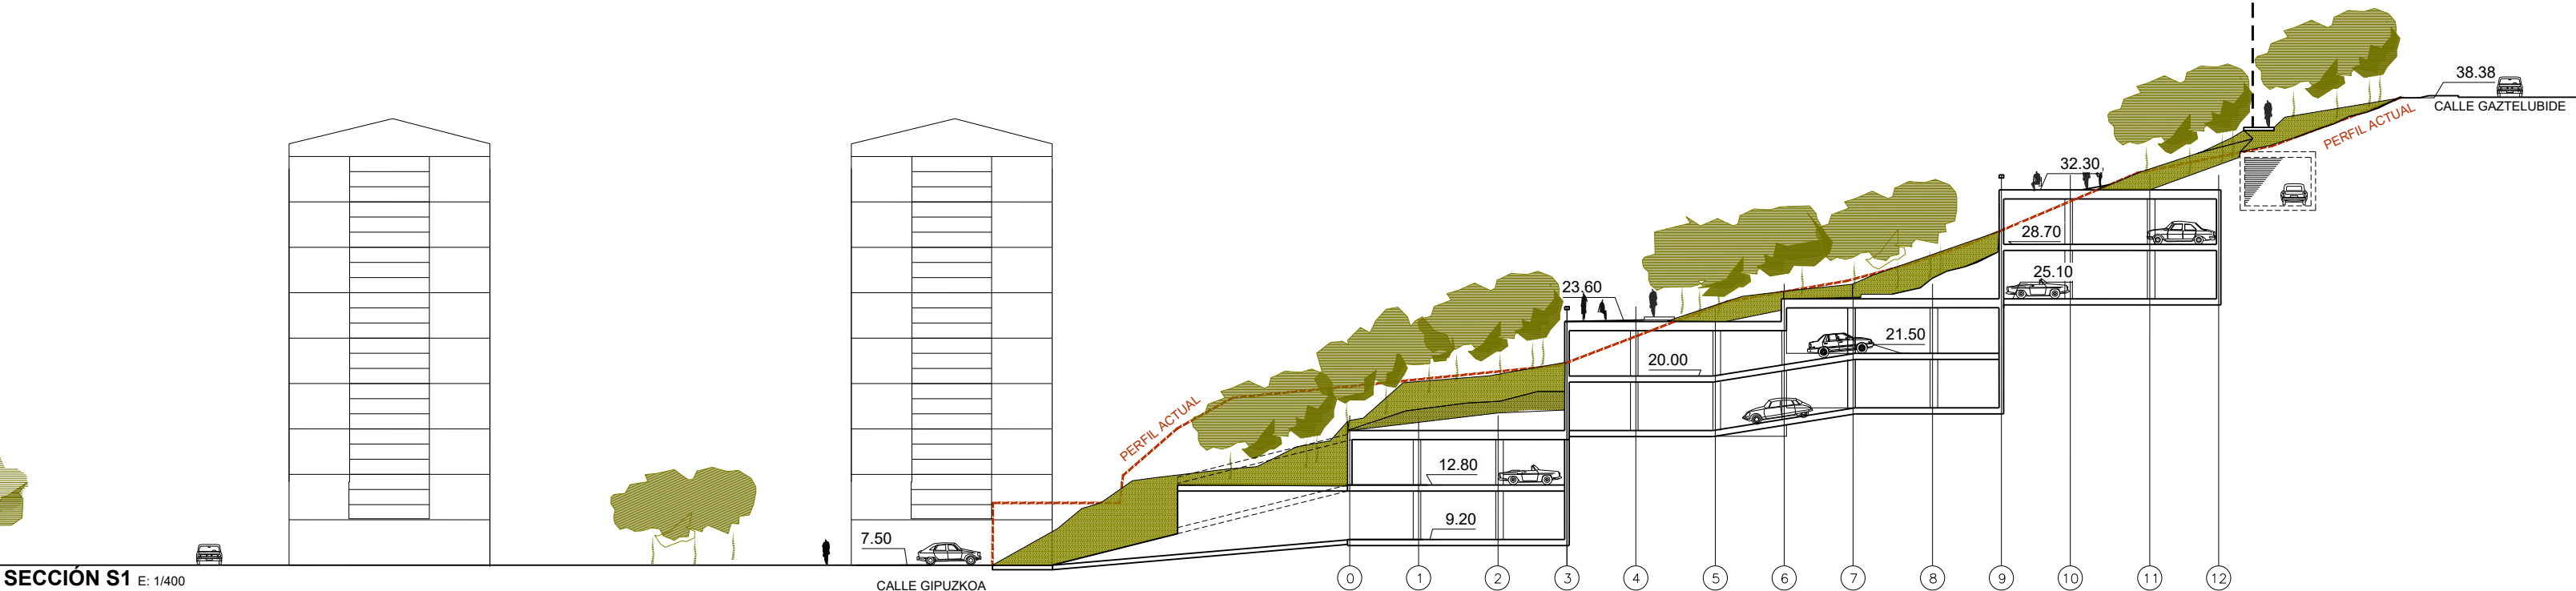 38.38
CALLE GAZTELUBIDE
PERFIL ACTUAL
32.30
28.70
25.10
23.60
21.50
20.00
PERFIL ACTUAL
12.80
9.20
7.50
CALLE GIPUZKOA
SECCIÓN S1 E: 1/400
0 1 2 3 4 5 6 7 8 9 10 11 12